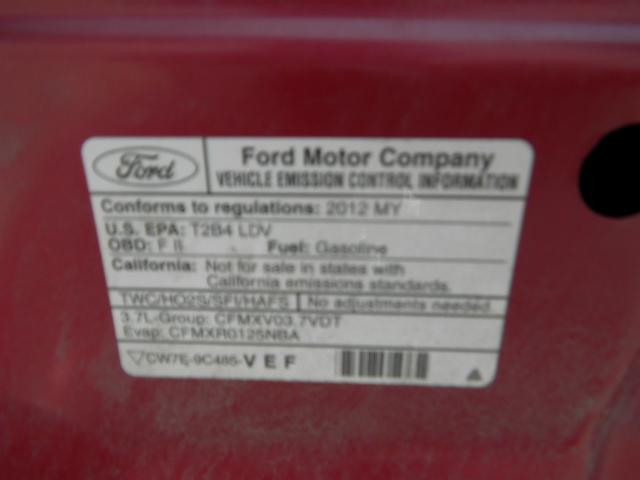 Ford
Ford Motor Company
VEHICLE EMISSION CONTROL INFORMATION
Conforms to regulations: 2012 MY
U.S. EPA: T2B4 LDV
OBD: F II Fuel: Gasoline
California: Not for sale in states with
California emissions standards.
TWC/HO2S/SFI/HAFS No adjustments needed.
3.7L-Group: CFMXV03.7VDT
Evap: CFMXR0125NBA
CW7E-9C485-VEF